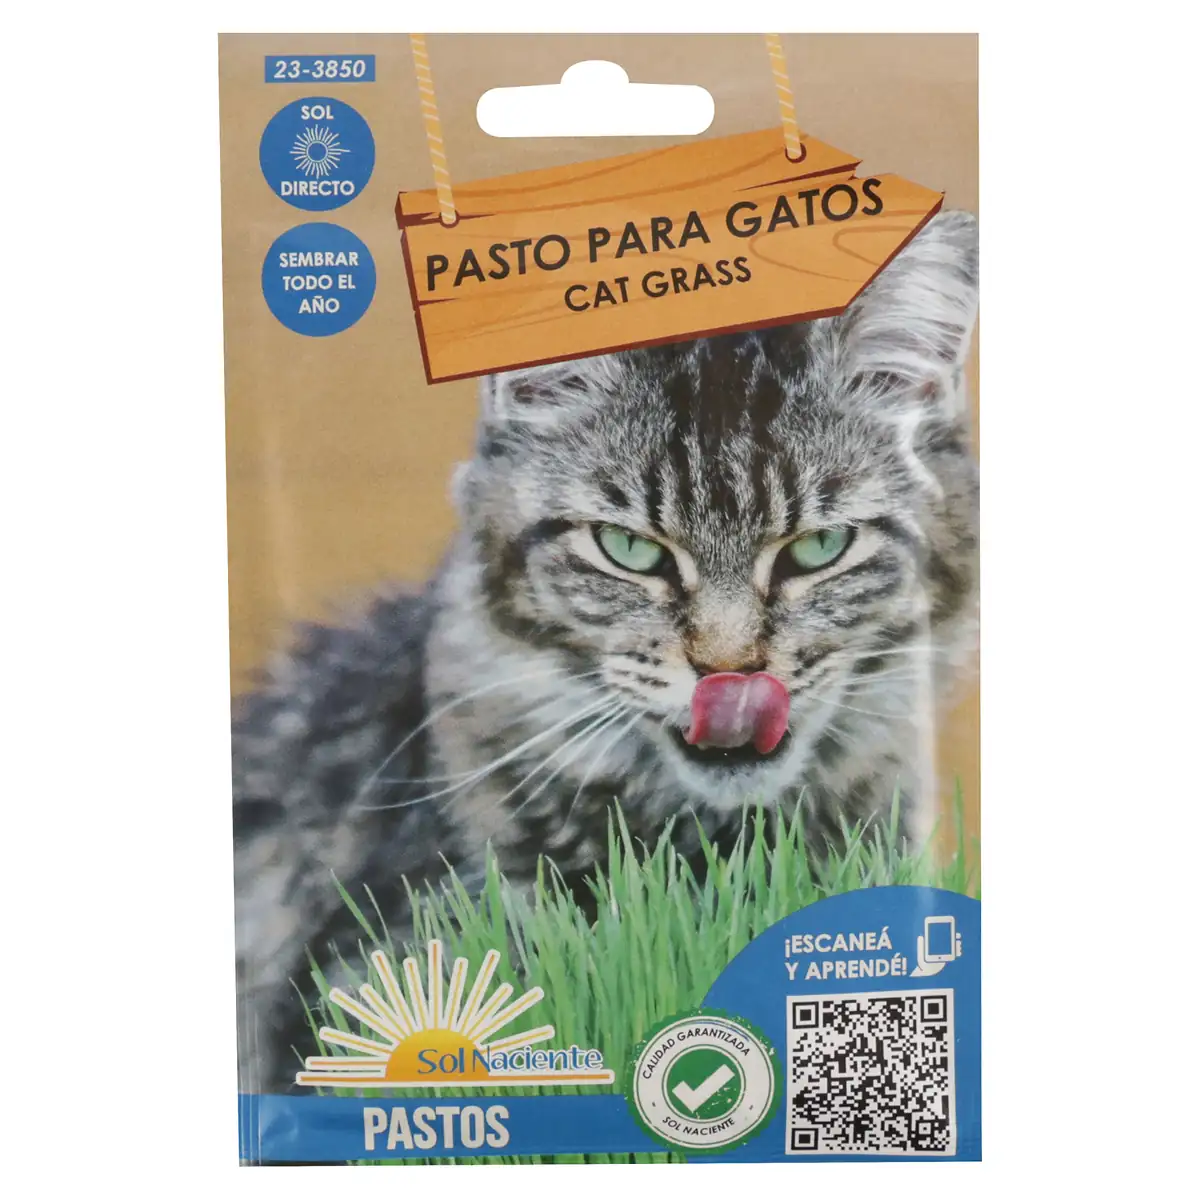 23-3850
SOL
DIRECTO
SEMBRAR
TODO EL
AÑO
PASTO PARA GATOS
CAT GRASS
¡ESCANEÁ
Y APRENDÉ!
Sol Naciente
CALIDAD GARANTIZADA
- SOL NACIENTE -
PASTOS